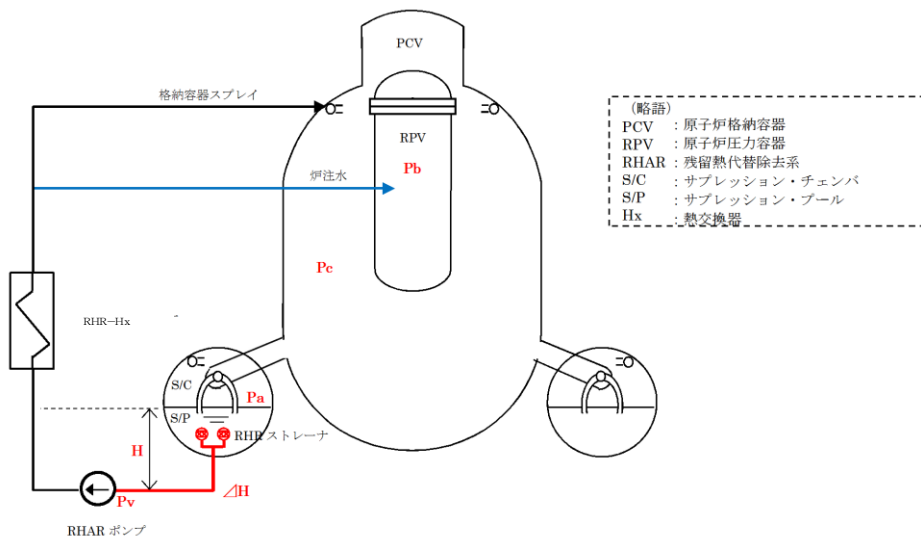 PCV
格納容器スプレイ
RPV
Pb
炉注水
Pc
RHR-Hx
S/C
Pa
S/P
RHR ストレーナ
H
⊿H
Pv
RHAR ポンプ
(略語)
PCV :原子炉格納容器
RPV :原子炉圧力容器
RHAR :残留熱代替除去系
S/C :サプレッション・チェンバ
S/P :サプレッション・プール
Hx :熱交換器